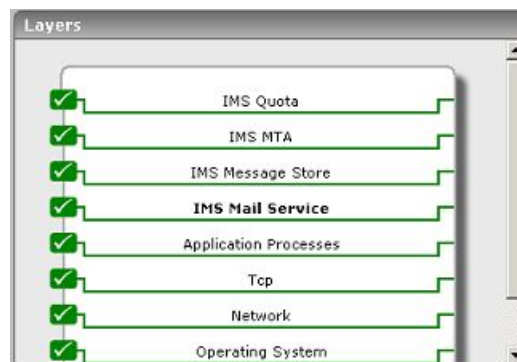 Layers
IMS Quota
IMS MTA
IMS Message Store
IMS Mail Service
Application Processes
Tcp
Network
Operating System